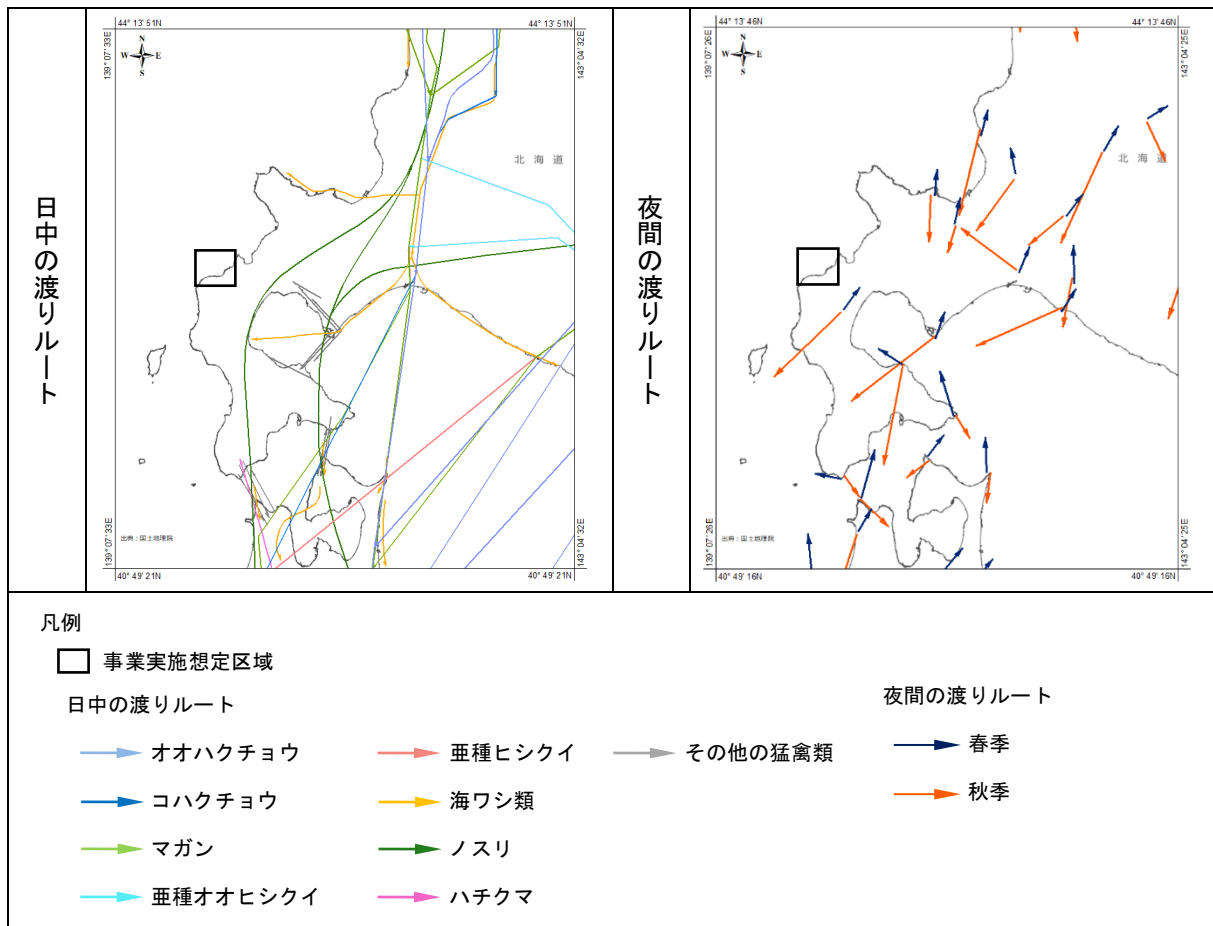 日中の渡りルート
44° 13′ 51N
44° 13′ 51N
139° 07′ 33E
143° 04′ 32E
N
W
E
S
北海道
出典：国土地理院
139° 07′ 33E
143° 04′ 32E
40° 49′ 21N
40° 49′ 21N
夜間の渡りルート
44° 13′ 46N
44° 13′ 46N
139° 07′ 26E
143° 04′ 25E
N
W
E
S
北海道
出典：国土地理院
139° 07′ 26E
143° 04′ 25E
40° 49′ 16N
40° 49′ 16N
凡例
事業実施想定区域
日中の渡りルート
オオハクチョウ
コハクチョウ
マガン
亜種オオヒシクイ
亜種ヒシクイ
海ワシ類
ノスリ
ハチクマ
その他の猛禽類
夜間の渡りルート
春季
秋季